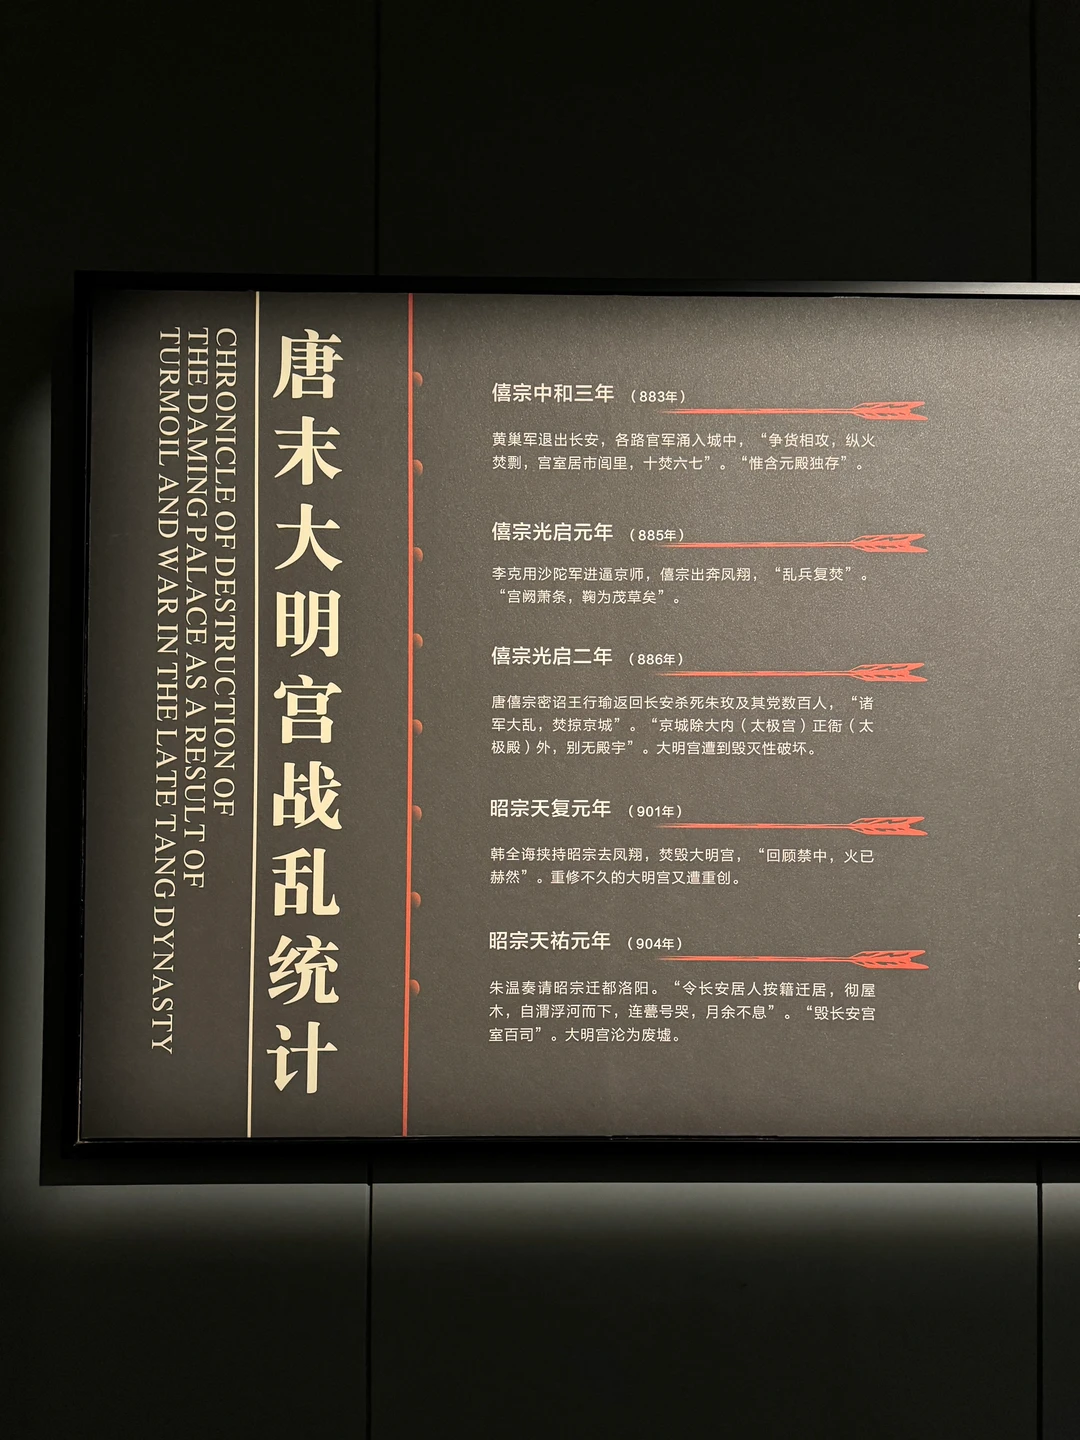 唐末大明宫战乱统计
CHRONICLE OF DESTRUCTION OF
THE DAMING PALACE AS A RESULT OF
TURMOIL AND WAR IN THE LATE TANG DYNASTY
僖宗中和三年（883年）
黄巢军退出长安，各路官军涌入城中，“争货相攻，纵火
焚剽，宫室居市闾里，十焚六七”。“惟含元殿独存”。
僖宗光启元年（885年）
李克用沙陀军进逼京师，僖宗出奔凤翔，“乱兵复焚”。
“宫阙萧条，鞠为茂草矣”。
僖宗光启二年（886年）
唐僖宗密诏王行瑜返回长安杀死朱玫及其党数百人，“诸
军大乱，焚掠京城”。“京城除大内（太极宫）正衙（太
极殿）外，别无殿宇”。大明宫遭到毁灭性破坏。
昭宗天复元年（901年）
韩全诲挟持昭宗去凤翔，焚毁大明宫，“回顾禁中，火已
赫然”。重修不久的大明宫又遭重创。
昭宗天祐元年（904年）
朱温奏请昭宗迁都洛阳。“令长安居人按籍迁居，彻屋
木，自渭浮河而下，连甍号哭，月余不息”。“毁长安宫
室百司”。大明宫沦为废墟。